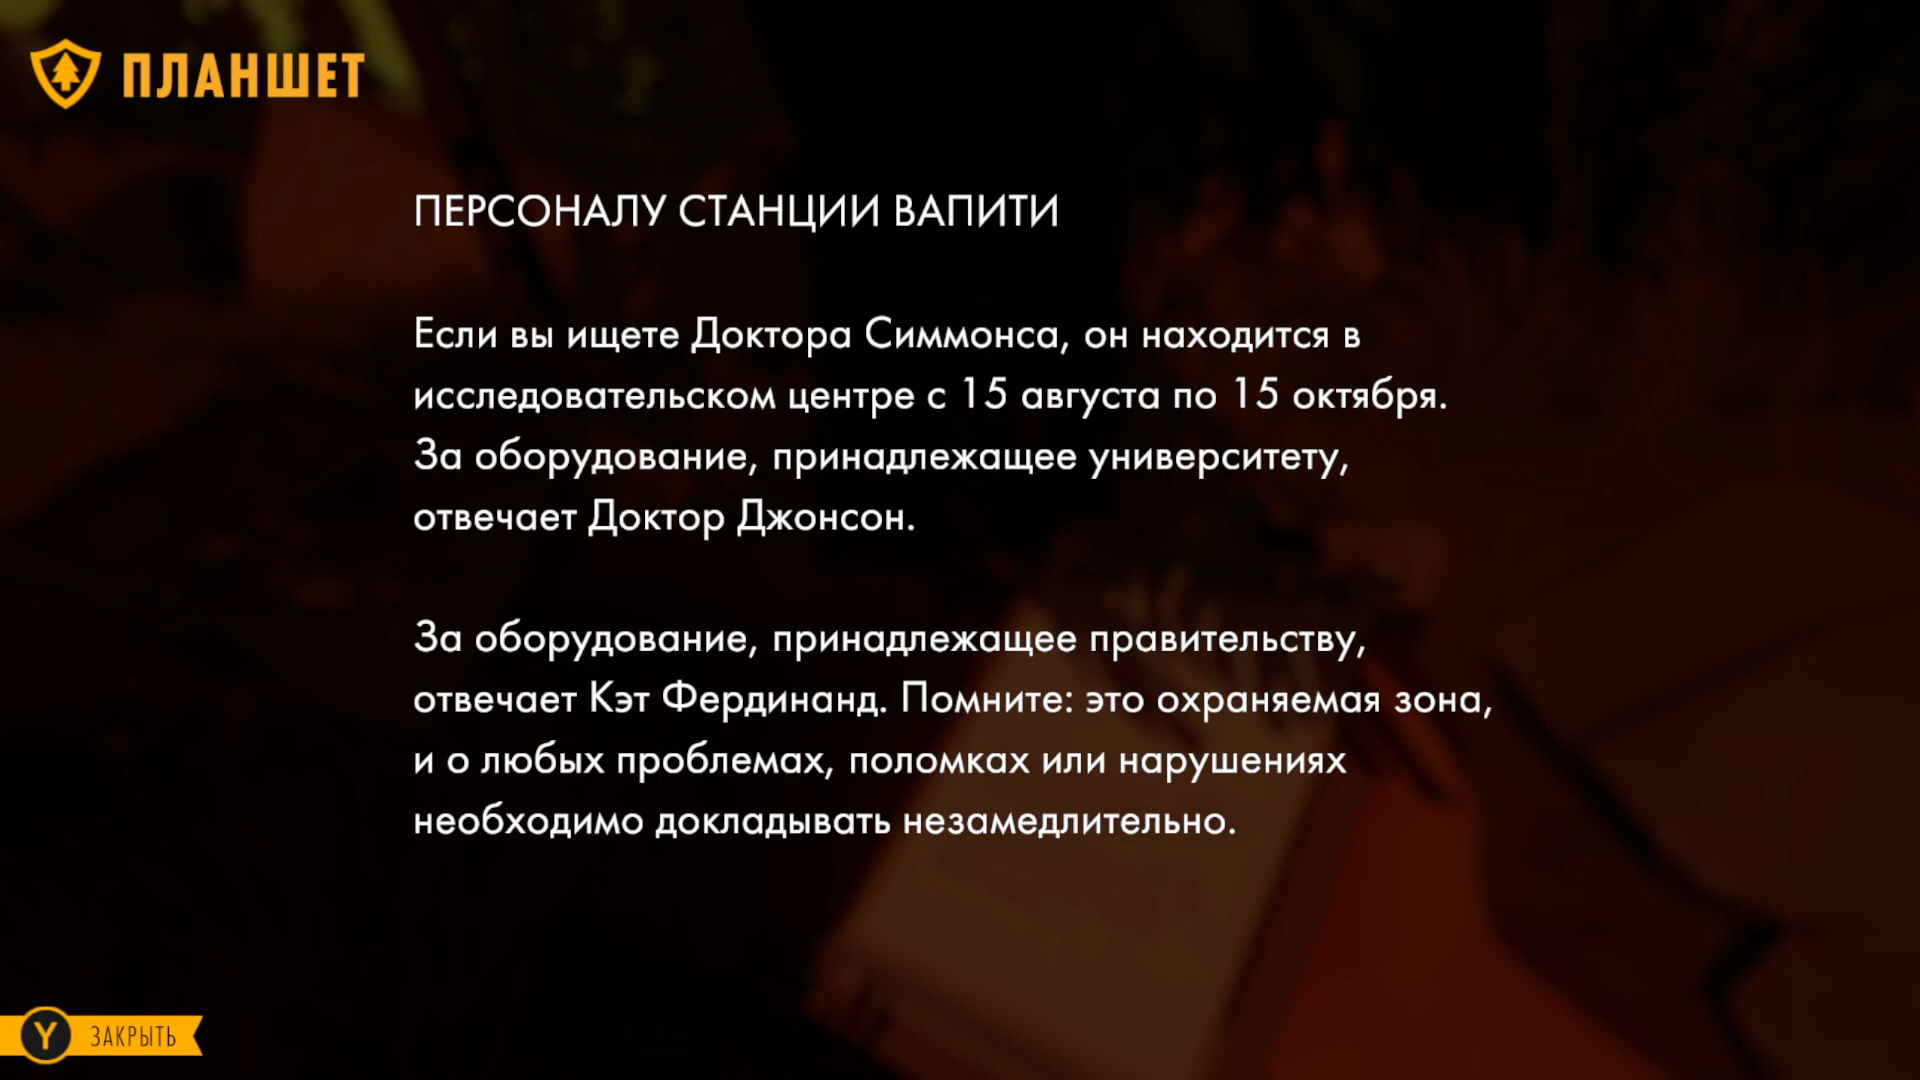 ПЛАНШЕТ
ПЕРСОНАЛУ СТАНЦИИ ВАПИТИ
Если вы ищете Доктора Симмонса, он находится в
исследовательском центре с 15 августа по 15 октября.
За оборудование, принадлежащее университету,
отвечает Доктор Джонсон.
За оборудование, принадлежащее правительству,
отвечает Кэт Фердинанд. Помните: это охраняемая зона,
и о любых проблемах, поломках или нарушениях
необходимо докладывать незамедлительно.
Y ЗАКРЫТЬ